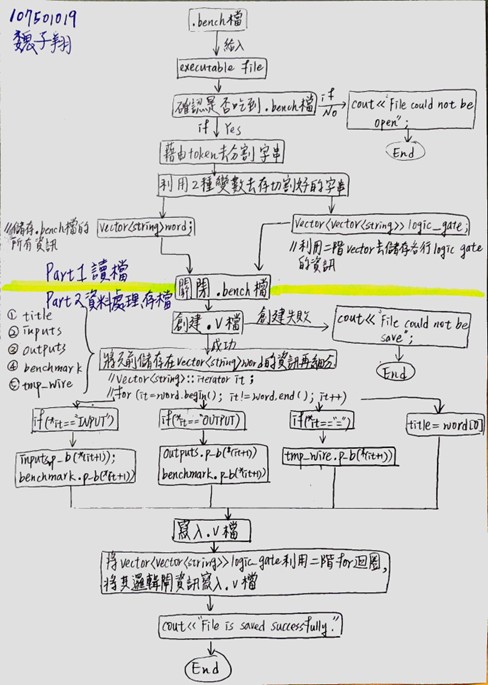 107501019
魏子翔
.bench檔
給入
executable file
確認是否吃到.bench檔
if No
cout<<"File could not be
open";
End
if Yes
藉由token去分割字串
利用2種變數去存切割好的字串
//儲存.bench檔的
所有資訊
vector<string>word;
vector<vector<string>> logic_gate;
//利用二階vector去儲存各行logic gate
的資訊
Part1讀檔
關閉.bench檔
Part2資料處理存檔
① title
② inputs
③ outputs
④ benchmark
⑤ tmp_wire
創建.v檔
創建失敗
cout<<"File could not be
save";
End
成功
將先前儲存在vector<string>word的資訊再細分
//vector<string>::iterator it;
//for(it=word.begin(); it!=word.end(); it++)
if(*it=="INPUT")
if(*it=="OUTPUT")
if(*it=="=")
title=word[0]
inputs.p_b(*(it+1));
benchmark.p_b(*(it+1))
outputs.p_b(*(it+1))
benchmark.p_b(*(it+1))
tmp_wire.p_b(*(it-1))
寫入.v檔
將vector<vector<string>>logic_gate利用二階for迴圈,
將其邏輯閘資訊寫入.v檔
cout<<"File is saved successfully."
End